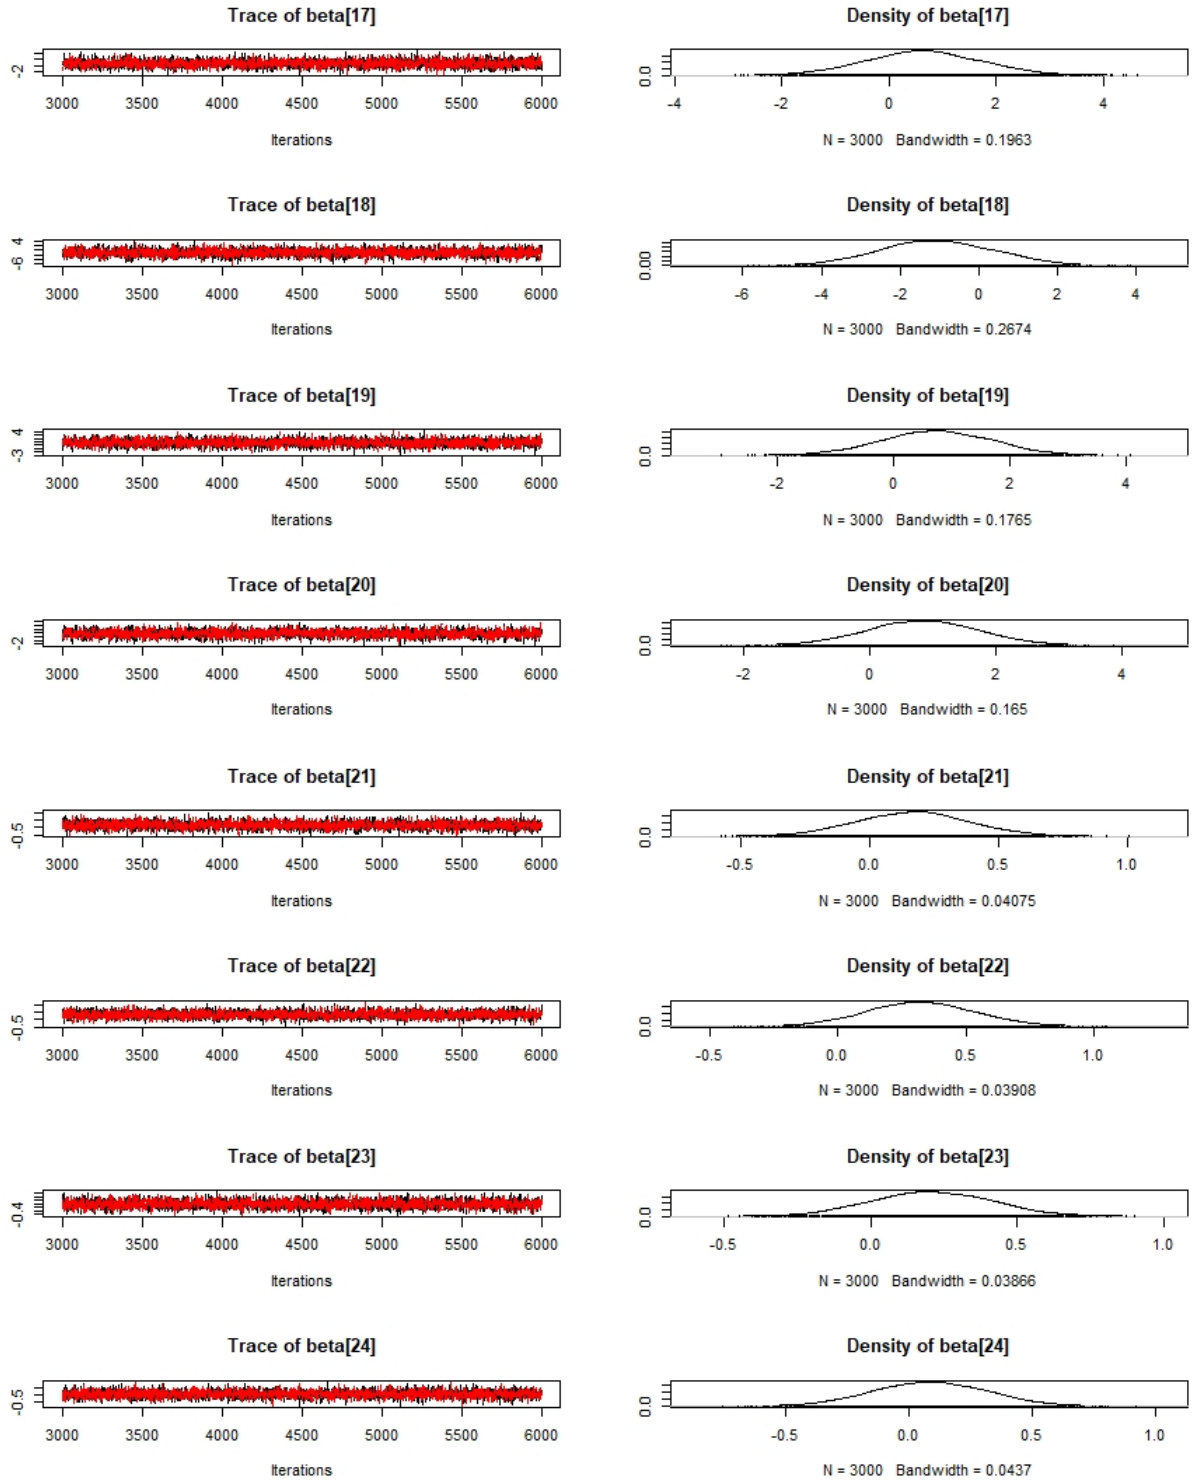 Trace of beta[17]
Density of beta[17]
-2
0.0
3000 3500 4000 4500 5000 5500 6000
-4 -2 0 2 4
Iterations
N = 3000 Bandwidth = 0.1963
Trace of beta[18]
Density of beta[18]
-6 4
0.00
3000 3500 4000 4500 5000 5500 6000
-6 -4 -2 0 2 4
Iterations
N = 3000 Bandwidth = 0.2674
Trace of beta[19]
Density of beta[19]
-3 4
0.0
3000 3500 4000 4500 5000 5500 6000
-2 0 2 4
Iterations
N = 3000 Bandwidth = 0.1765
Trace of beta[20]
Density of beta[20]
-2
0.0
3000 3500 4000 4500 5000 5500 6000
-2 0 2 4
Iterations
N = 3000 Bandwidth = 0.165
Trace of beta[21]
Density of beta[21]
-0.5
0.0
3000 3500 4000 4500 5000 5500 6000
-0.5 0.0 0.5 1.0
Iterations
N = 3000 Bandwidth = 0.04075
Trace of beta[22]
Density of beta[22]
-0.5
0.0
3000 3500 4000 4500 5000 5500 6000
-0.5 0.0 0.5 1.0
Iterations
N = 3000 Bandwidth = 0.03908
Trace of beta[23]
Density of beta[23]
-0.4
0.0
3000 3500 4000 4500 5000 5500 6000
-0.5 0.0 0.5 1.0
Iterations
N = 3000 Bandwidth = 0.03866
Trace of beta[24]
Density of beta[24]
-0.5
0.0
3000 3500 4000 4500 5000 5500 6000
-0.5 0.0 0.5 1.0
Iterations
N = 3000 Bandwidth = 0.0437